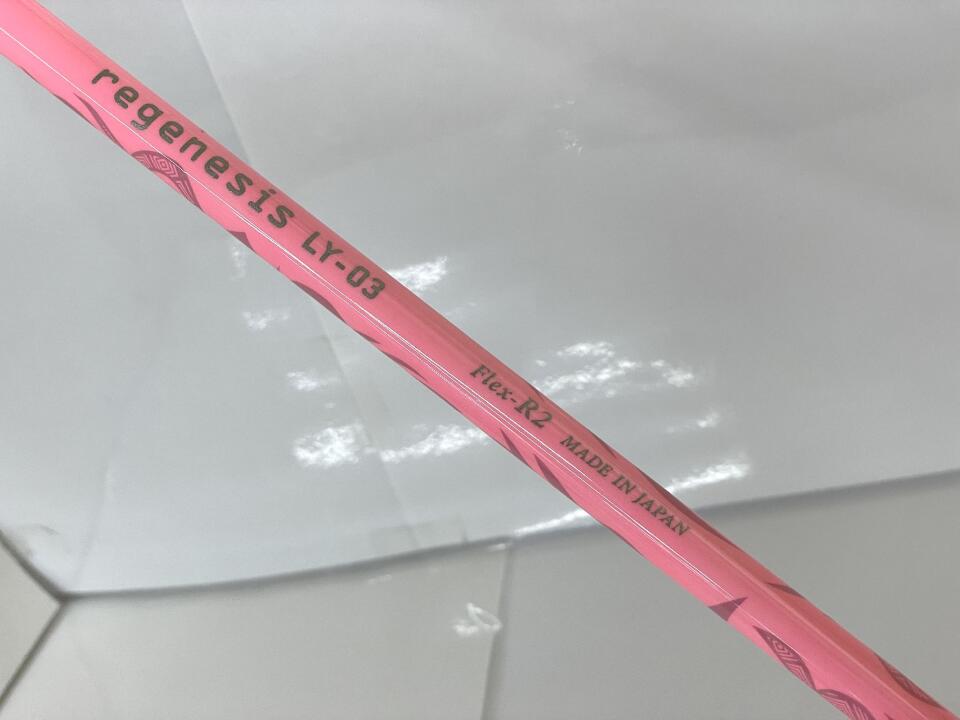 regenesis LY-03
Flex-R2 MADE IN JAPAN